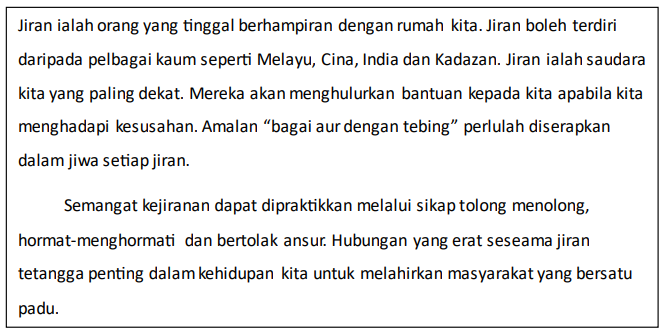 Jiran ialah orang yang tinggal berhampiran dengan rumah kita. Jiran boleh terdiri
daripada pelbagai kaum seperti Melayu, Cina, India dan Kadazan. Jiran ialah saudara
kita yang paling dekat. Mereka akan menghulurkan bantuan kepada kita apabila kita
menghadapi kesusahan. Amalan “bagai aur dengan tebing” perlulah diserapkan
dalam jiwa setiap jiran.
Semangat kejiranan dapat dipraktikkan melalui sikap tolong menolong,
hormat-menghormati dan bertolak ansur. Hubungan yang erat seseama jiran
tetangga penting dalam kehidupan kita untuk melahirkan masyarakat yang bersatu
padu.